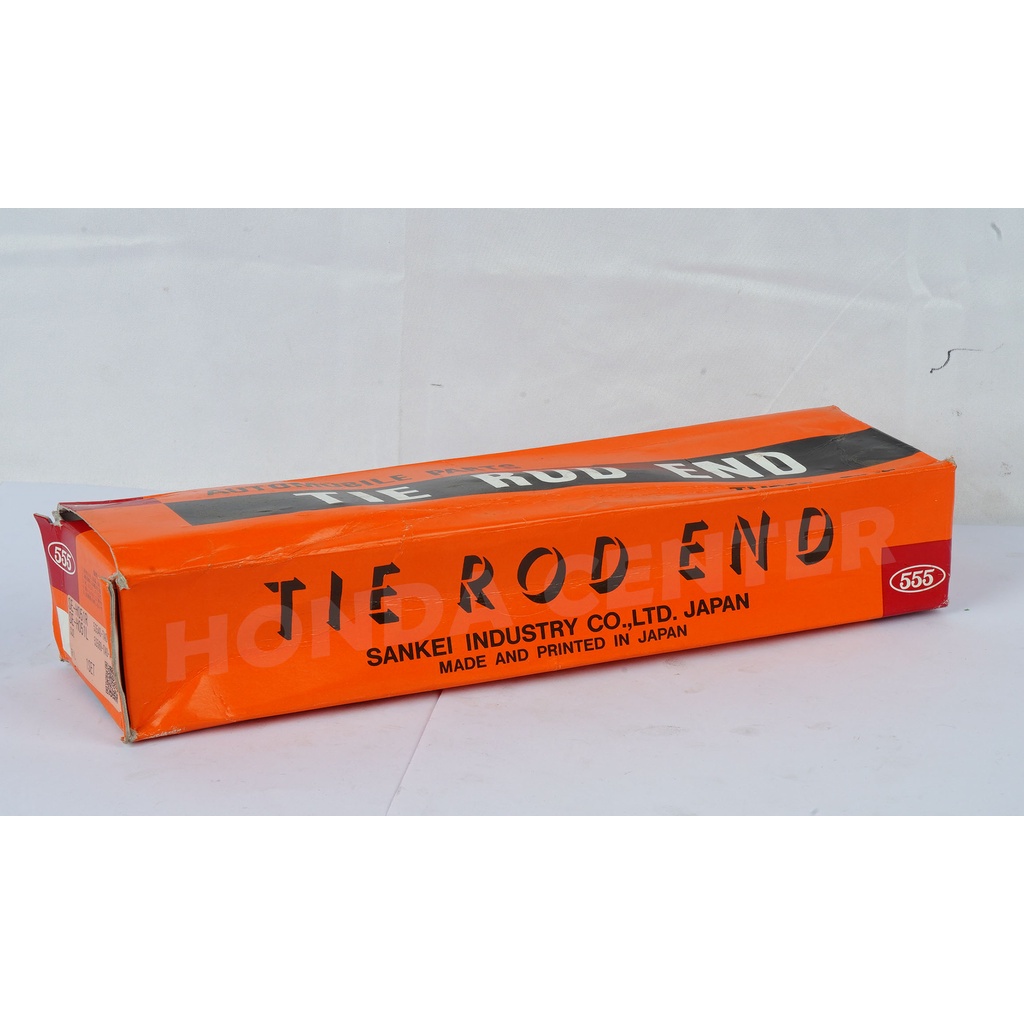 AUTOMOBILE PARTS
TIE ROD END
TIE ROD END
SANKEI INDUSTRY CO.,LTD. JAPAN
MADE AND PRINTED IN JAPAN
555
555
1SET
HONDA CENTER